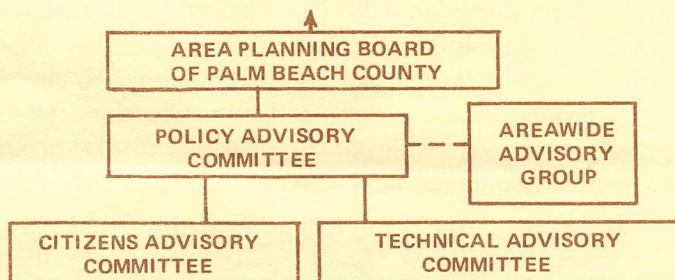 AREA PLANNING BOARD
OF PALM BEACH COUNTY
POLICY ADVISORY
COMMITTEE
AREAWIDE
ADVISORY
GROUP
CITIZENS ADVISORY
COMMITTEE
TECHNICAL ADVISORY
COMMITTEE